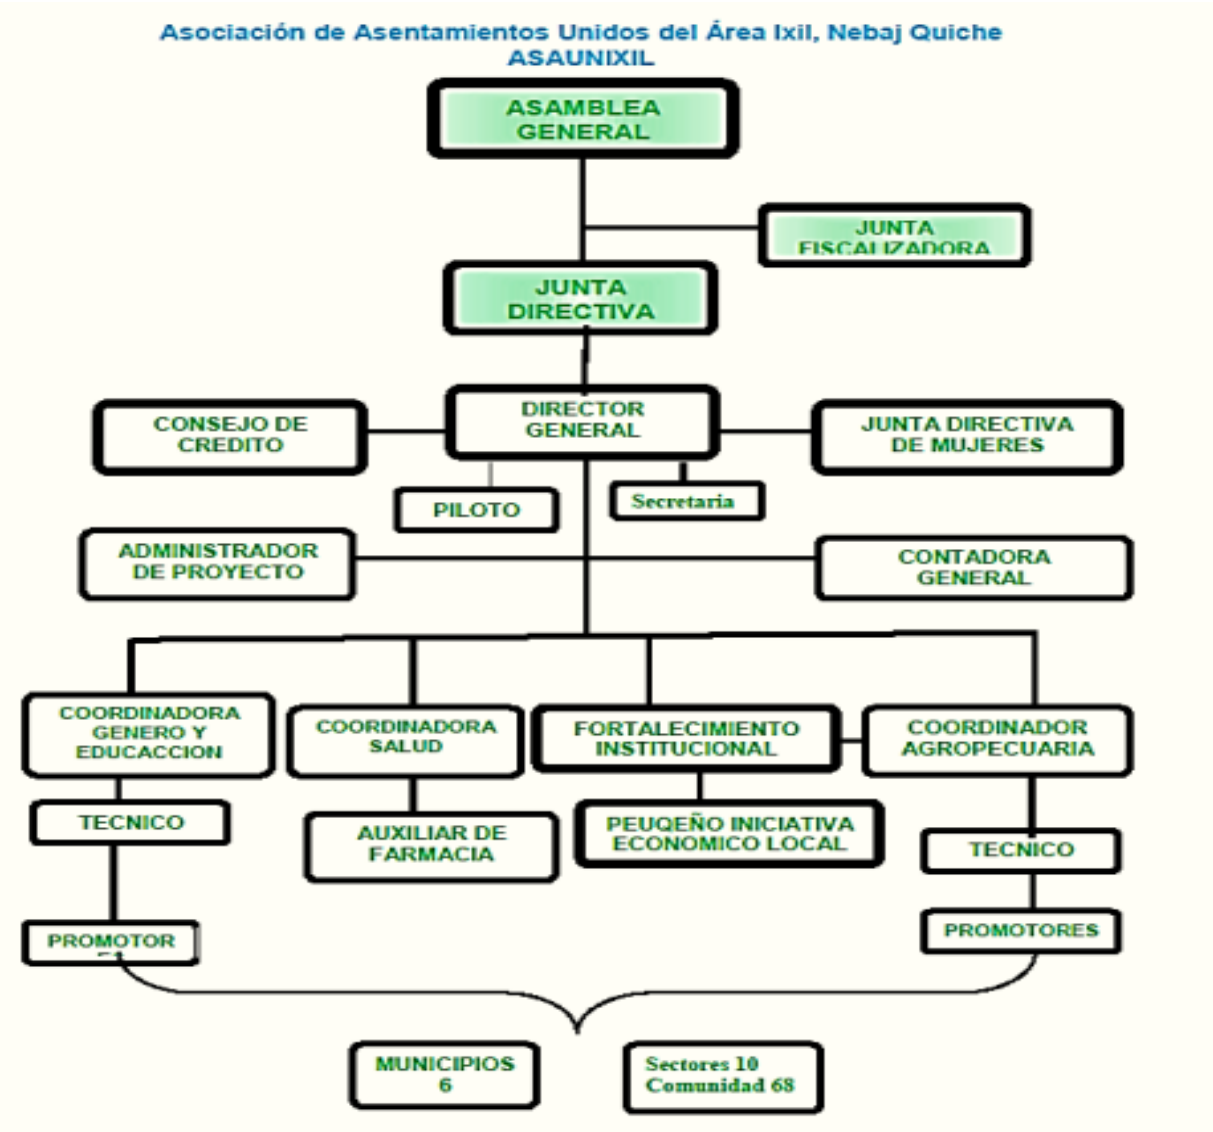 Asociación de Asentamientos Unidos del Área Ixil, Nebaj Quiche
ASAUNIXIL
ASAMBLEA
GENERAL
JUNTA
FISCALIZADORA
JUNTA
DIRECTIVA
DIRECTOR
GENERAL
CONSEJO DE
CREDITO
JUNTA DIRECTIVA
DE MUJERES
PILOTO
Secretaria
ADMINISTRADOR
DE PROYECTO
CONTADORA
GENERAL
COORDINADORA
GENERO Y
EDUCACCION
COORDINADORA
SALUD
FORTALECIMIENTO
INSTITUCIONAL
COORDINADOR
AGROPECUARIA
TECNICO
AUXILIAR DE
FARMACIA
PEUQEÑO INICIATIVA
ECONOMICO LOCAL
TECNICO
PROMOTOR
PROMOTORES
MUNICIPIOS
6
Sectores 10
Comunidad 68